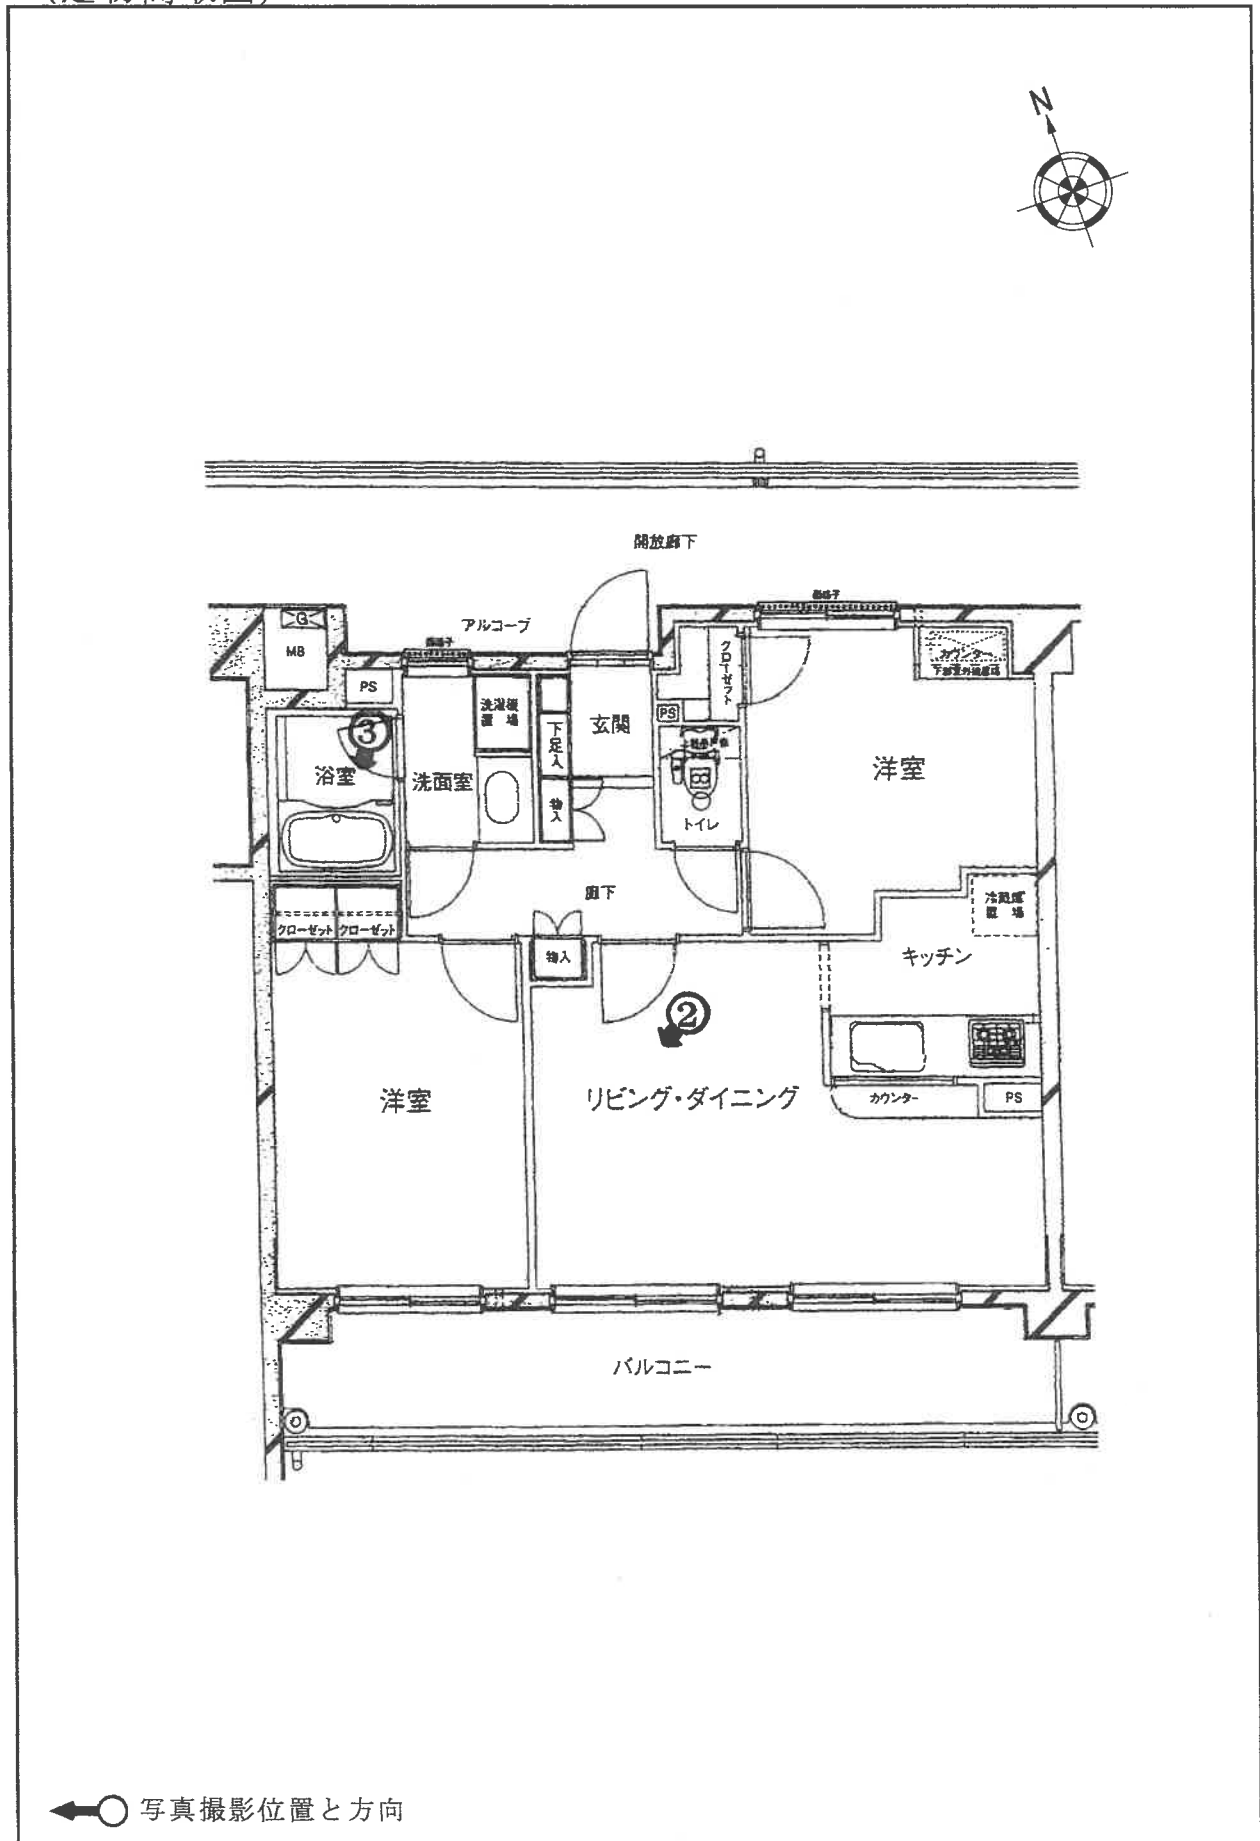 N
開放廊下
アルコーブ
G
MB
PS
クローゼット
カウンター
洗濯機
置場
下足入
玄関
PS
③
浴室
洗面室
物入
トイレ
洋室
廊下
冷蔵庫
置場
クローゼット
クローゼット
物入
キッチン
②
洋室
リビング・ダイニング
カウンター
PS
バルコニー
写真撮影位置と方向